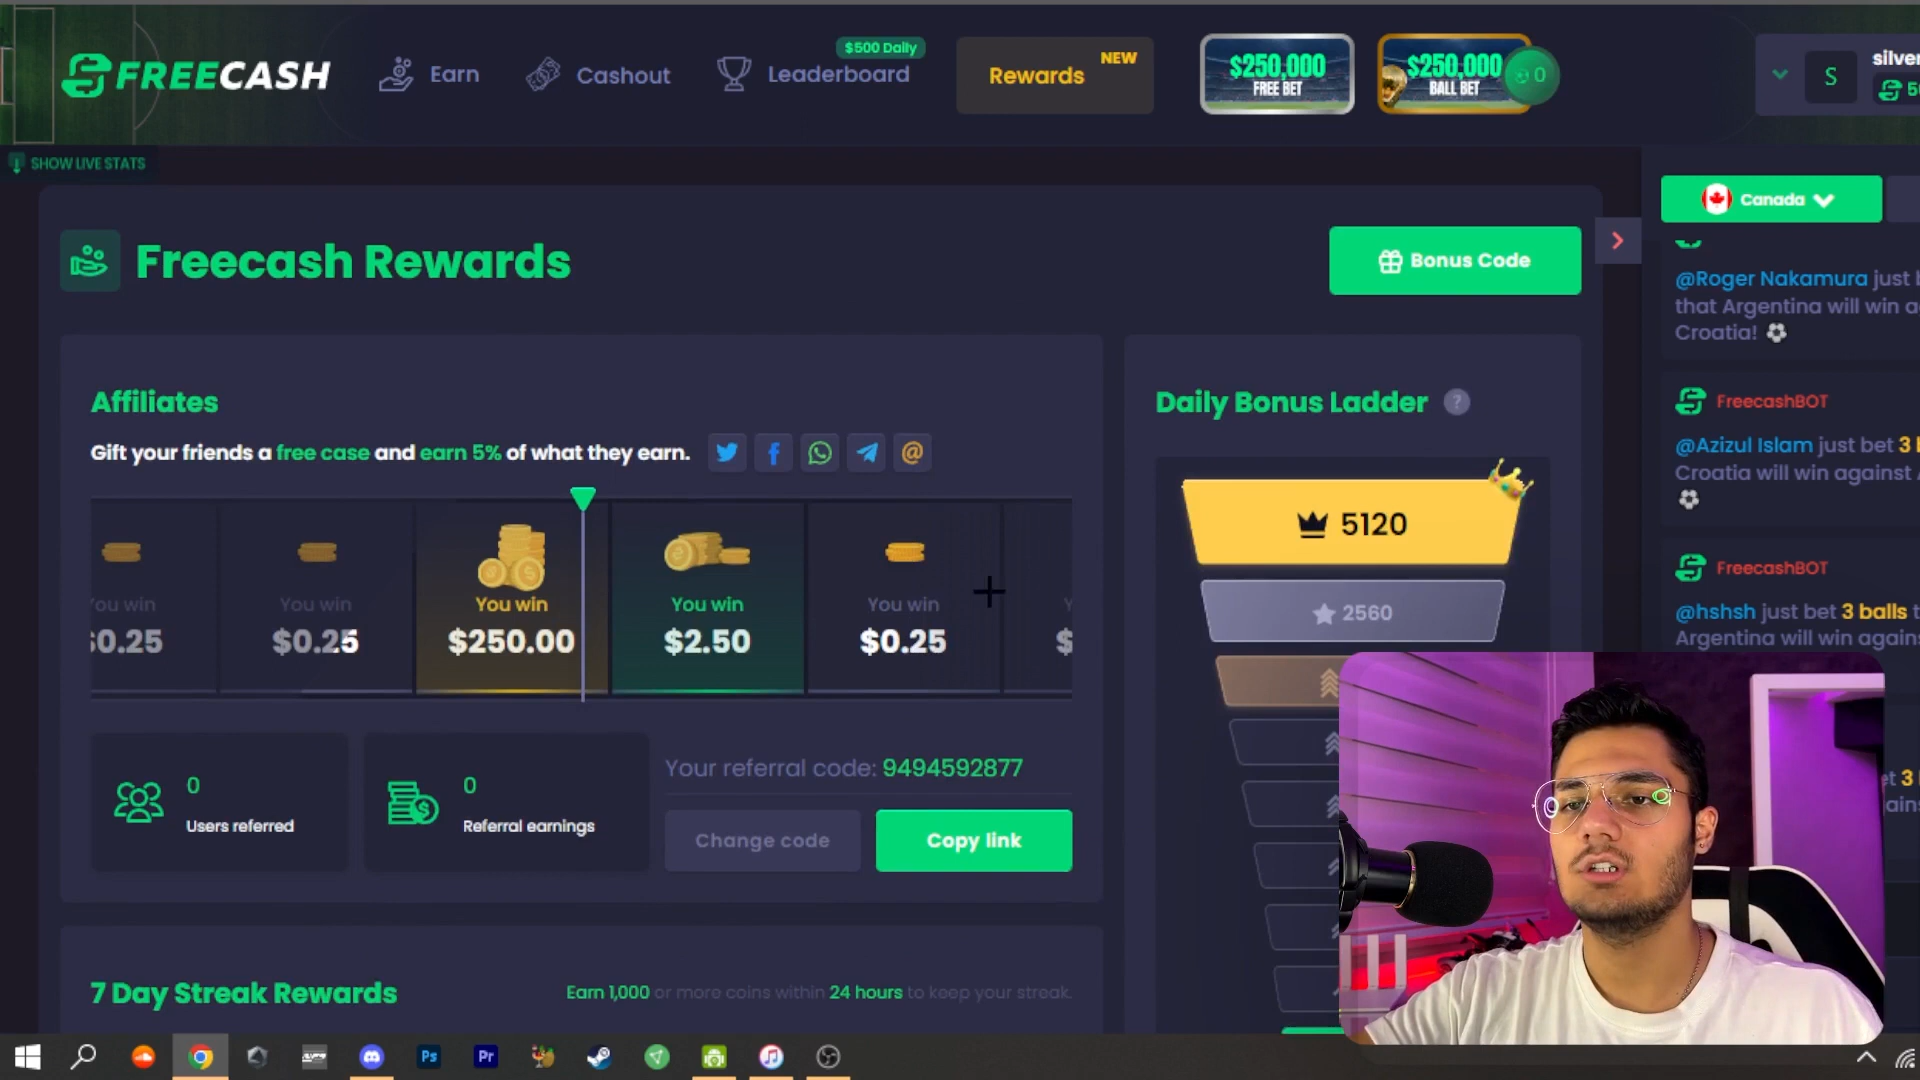 FREECASH
Earn
Cashout
$500 Daily
Leaderboard
Rewards
NEW
$250,000
FREE BET
$250,000
BALL BET
0
S
silver
SHOW LIVE STATS
Freecash Rewards
Bonus Code
Canada
@Roger Nakamura just
that Argentina will win
Croatia! ⚽
FreecashBOT
@Azizul Islam just bet 3
Croatia will win against
⚽
FreecashBOT
@hshsh just bet 3 balls
Argentina will win again
Affiliates
Gift your friends a free case and earn 5% of what they earn.
You win
$0.25
You win
$0.25
You win
$250.00
You win
$2.50
You win
$0.25
$
0
Users referred
0
Referral earnings
Your referral code: 9494592877
Change code
Copy link
Daily Bonus Ladder ?
5120
2560
7 Day Streak Rewards
Earn 1,000 or more coins within 24 hours to keep your streak.
Ps
Pr